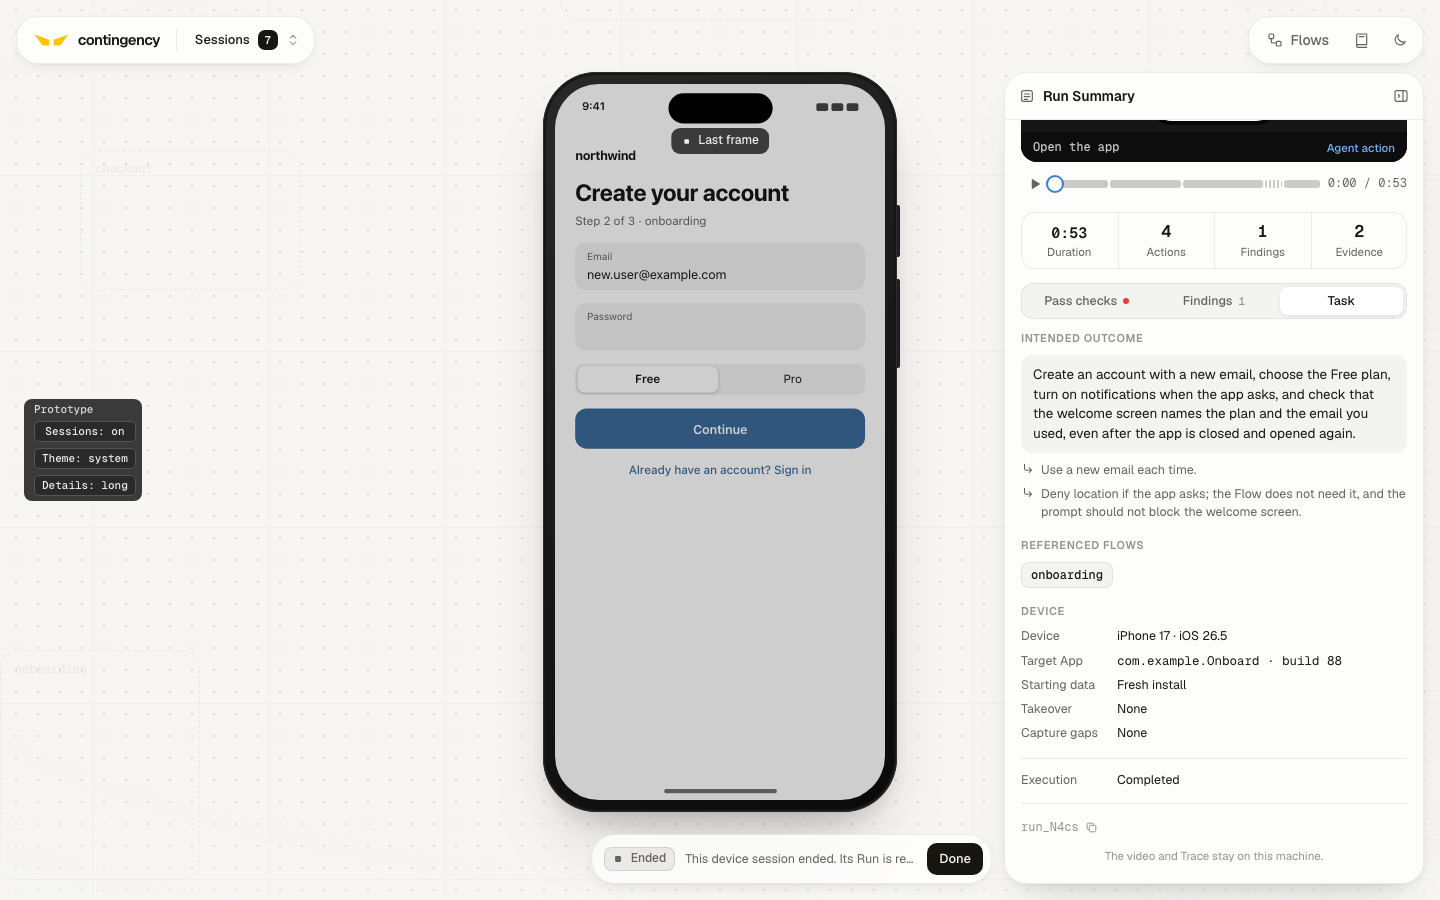 contingency
Sessions 7
Flows
checkout
onboarding
Prototype
Sessions: on
Theme: system
Details: long
9:41
Last frame
northwind
Create your account
Step 2 of 3 · onboarding
Email
new.user@example.com
Password
Free
Pro
Continue
Already have an account? Sign in
Ended
This device session ended. Its Run is re…
Done
Run Summary
Open the app
Agent action
0:00 / 0:53
0:53
Duration
4
Actions
1
Findings
2
Evidence
Pass checks
Findings 1
Task
INTENDED OUTCOME
Create an account with a new email, choose the Free plan,
turn on notifications when the app asks, and check that
the welcome screen names the plan and the email you
used, even after the app is closed and opened again.
Use a new email each time.
Deny location if the app asks; the Flow does not need it, and the
prompt should not block the welcome screen.
REFERENCED FLOWS
onboarding
DEVICE
Device iPhone 17 · iOS 26.5
Target App com.example.Onboard · build 88
Starting data Fresh install
Takeover None
Capture gaps None
Execution Completed
run_N4cs
The video and Trace stay on this machine.